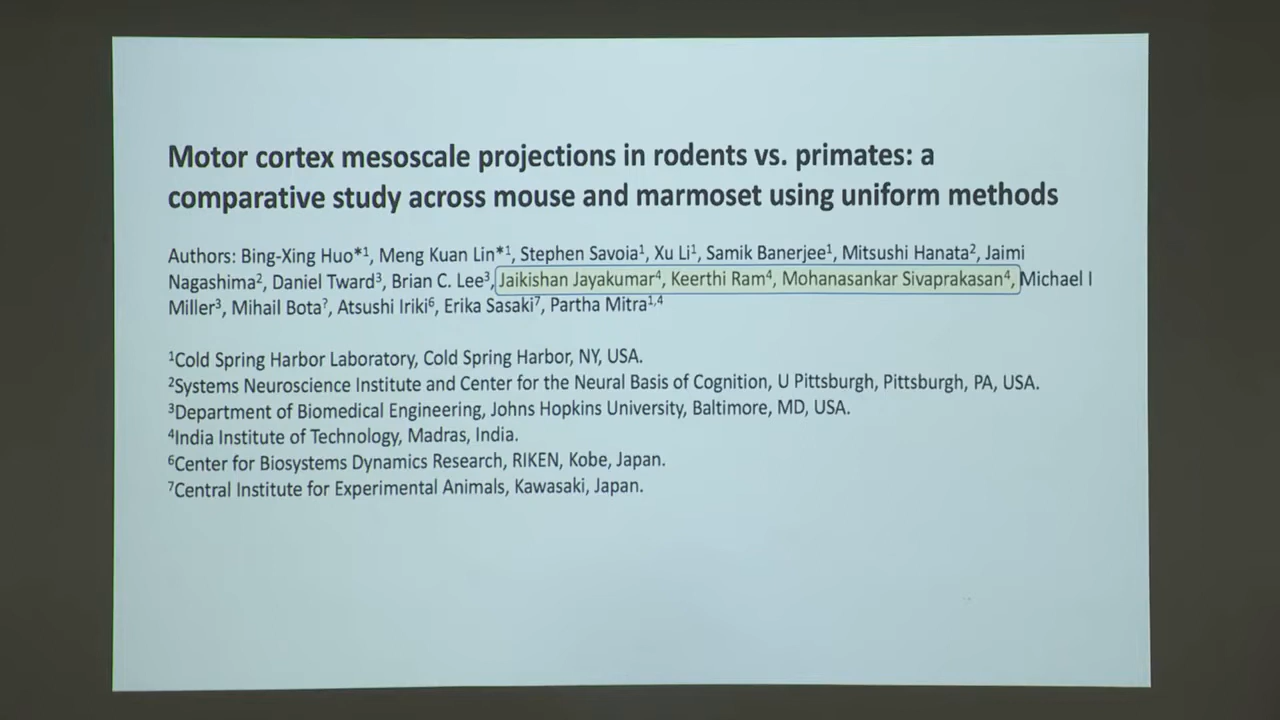 Motor cortex mesoscale projections in rodents vs. primates: a
comparative study across mouse and marmoset using uniform methods
Authors: Bing-Xing Huo*¹, Meng Kuan Lin*¹, Stephen Savoia¹, Xu Li¹, Samik Banerjee¹, Mitsushi Hanata², Jaimi
Nagashima², Daniel Tward³, Brian C. Lee³, Jaikishan Jayakumar⁴, Keerthi Ram⁴, Mohanasankar Sivaprakasan⁴, Michael I
Miller³, Mihail Bota⁷, Atsushi Iriki⁶, Erika Sasaki⁷, Partha Mitra¹,⁴
¹Cold Spring Harbor Laboratory, Cold Spring Harbor, NY, USA.
²Systems Neuroscience Institute and Center for the Neural Basis of Cognition, U Pittsburgh, Pittsburgh, PA, USA.
³Department of Biomedical Engineering, Johns Hopkins University, Baltimore, MD, USA.
⁴India Institute of Technology, Madras, India.
⁶Center for Biosystems Dynamics Research, RIKEN, Kobe, Japan.
⁷Central Institute for Experimental Animals, Kawasaki, Japan.